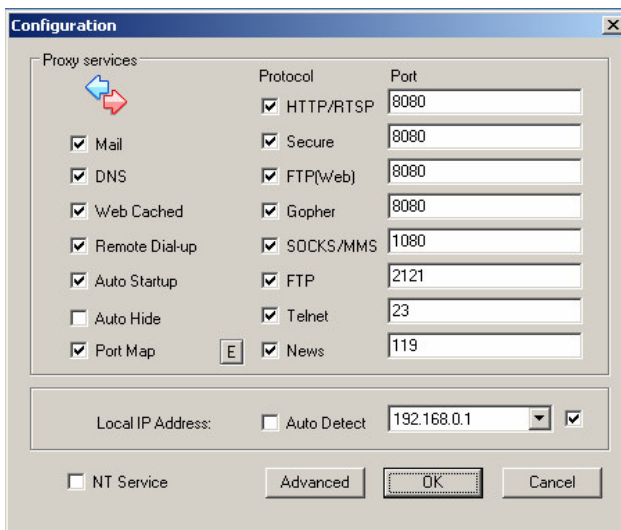 Configuration
Proxy services
Protocol Port
HTTP/RTSP 8080
Mail Secure 8080
DNS FTP(Web) 8080
Web Cached Gopher 8080
Remote Dial-up SOCKS/MMS 1080
Auto Startup FTP 2121
Auto Hide Telnet 23
Port Map E News 119
Local IP Address: Auto Detect 192.168.0.1
NT Service Advanced OK Cancel